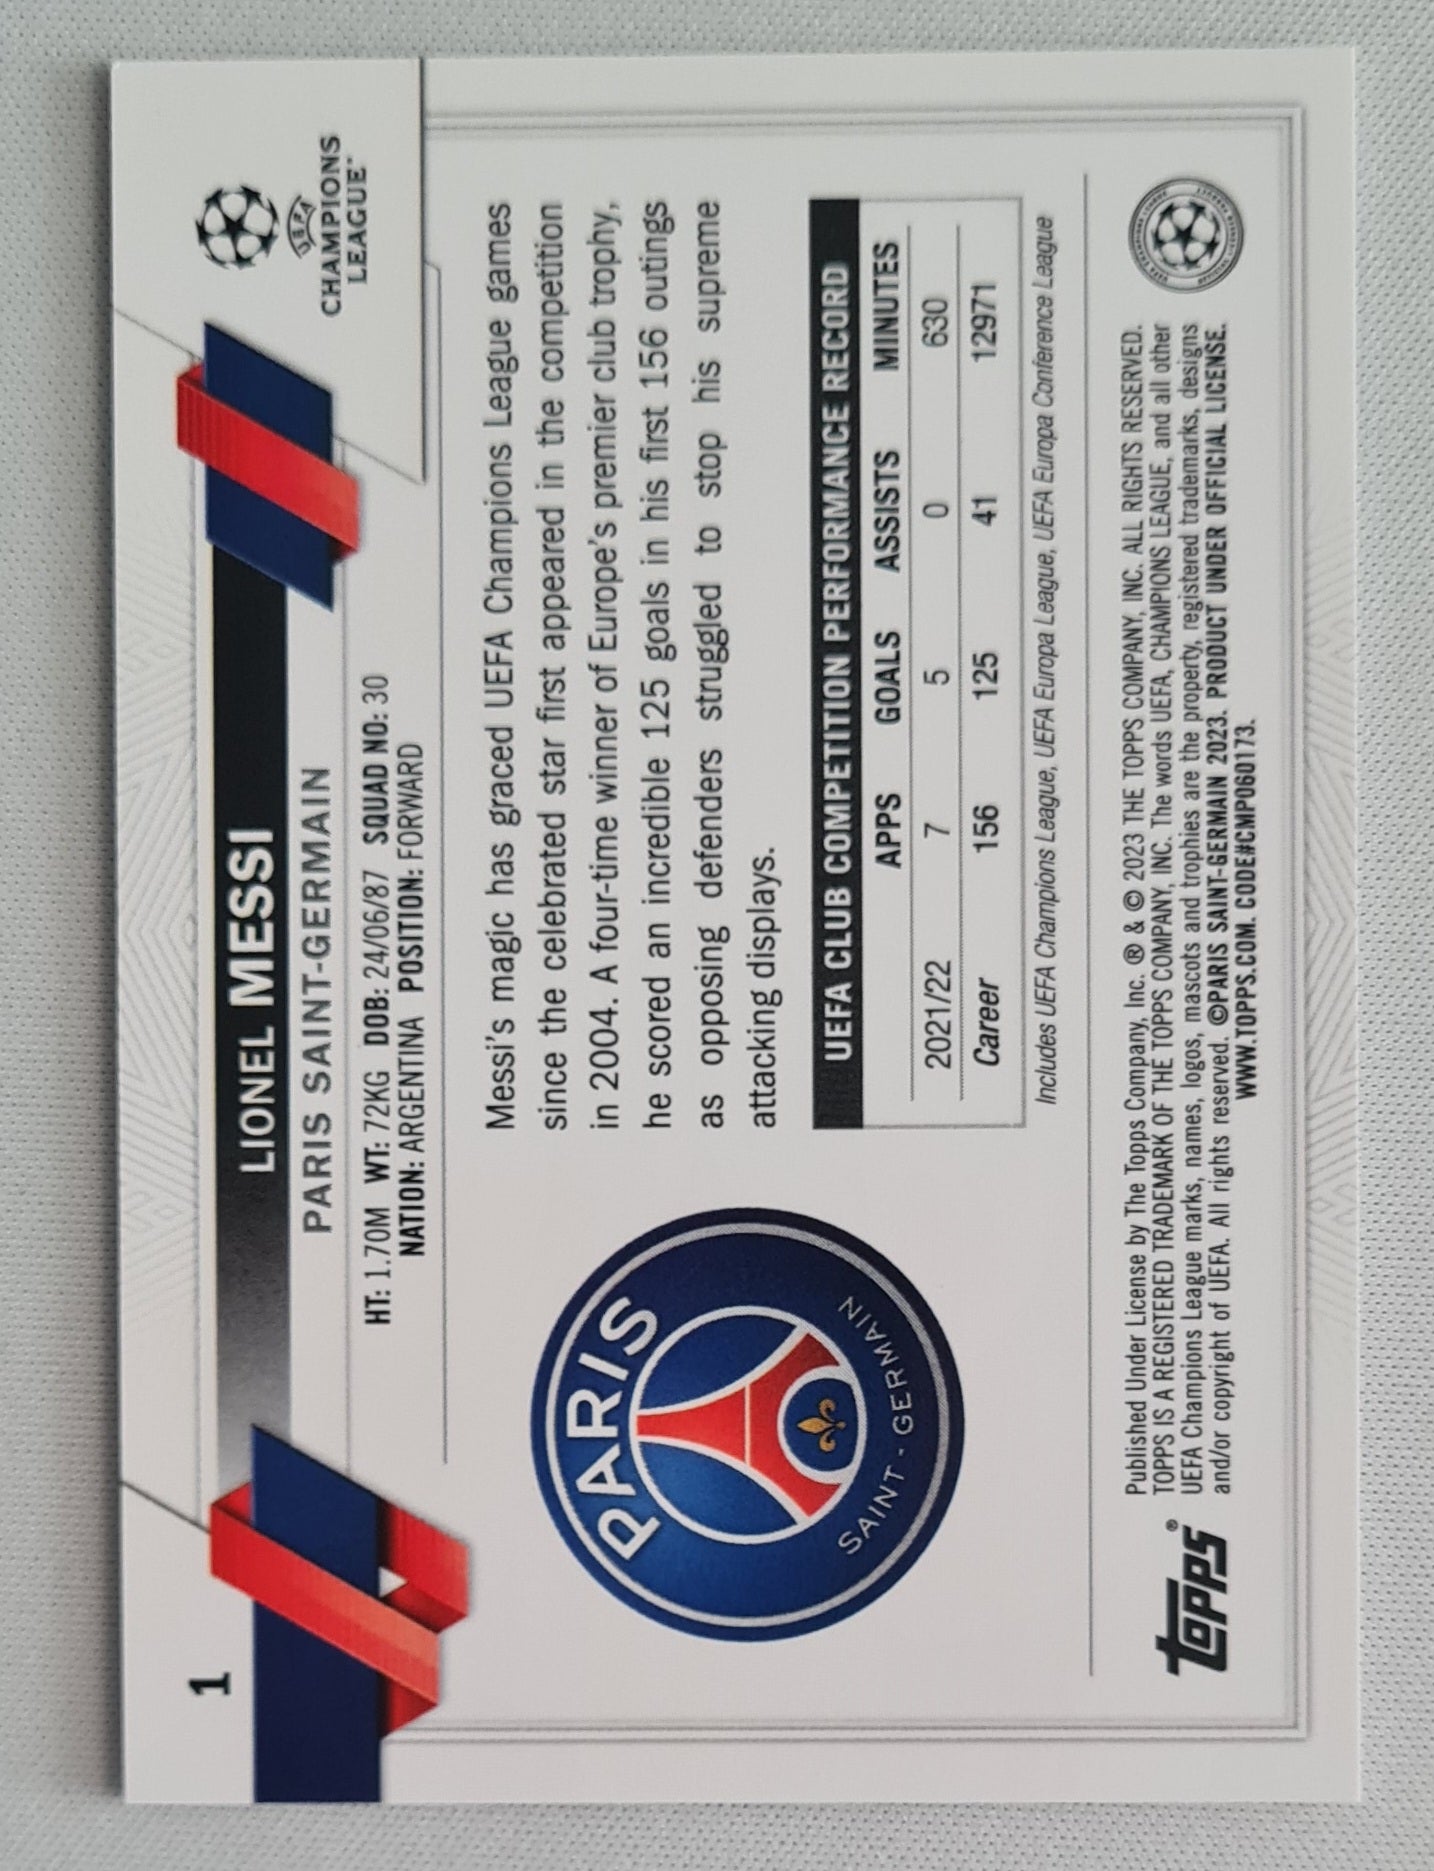 1
LIONEL MESSI
PARIS SAINT-GERMAIN
HT: 1.70M WT: 72KG DOB: 24/06/87 SQUAD NO: 30
NATION: ARGENTINA POSITION: FORWARD
UEFA
CHAMPIONS
LEAGUE™
PARIS
SAINT-GERMAIN
Messi's magic has graced UEFA Champions League games
since the celebrated star first appeared in the competition
in 2004. A four-time winner of Europe's premier club trophy,
he scored an incredible 125 goals in his first 156 outings
as opposing defenders struggled to stop his supreme
attacking displays.
UEFA CLUB COMPETITION PERFORMANCE RECORD
APPS GOALS ASSISTS MINUTES
2021/22 7 5 0 630
Career 156 125 41 12971
Includes UEFA Champions League, UEFA Europa League, UEFA Europa Conference League
topps®
Published Under License by The Topps Company, Inc. ® & © 2023 THE TOPPS COMPANY, INC. ALL RIGHTS RESERVED.
TOPPS IS A REGISTERED TRADEMARK OF THE TOPPS COMPANY, INC. The words UEFA, CHAMPIONS LEAGUE, and all other
UEFA Champions League marks, names, logos, mascots and trophies are the property, registered trademarks, designs
and/or copyright of UEFA. All rights reserved. ©PARIS SAINT-GERMAIN 2023. PRODUCT UNDER OFFICIAL LICENSE.
WWW.TOPPS.COM. CODE#CMP060173.